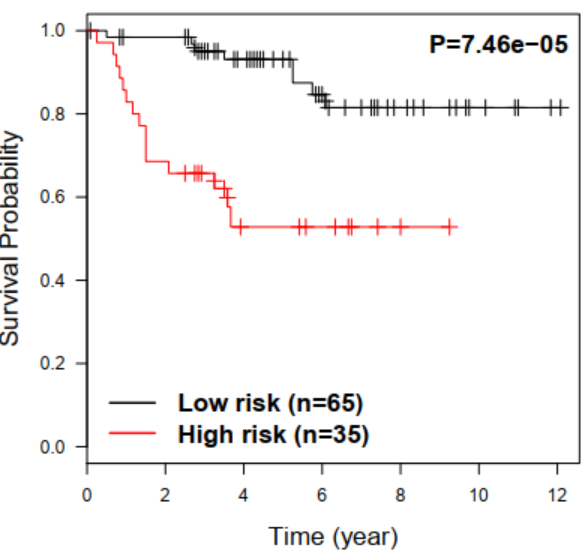 P=7.46e−05
Survival Probability
1.0
0.8
0.6
0.4
0.2
0.0
Low risk (n=65)
High risk (n=35)
0 2 4 6 8 10 12
Time (year)